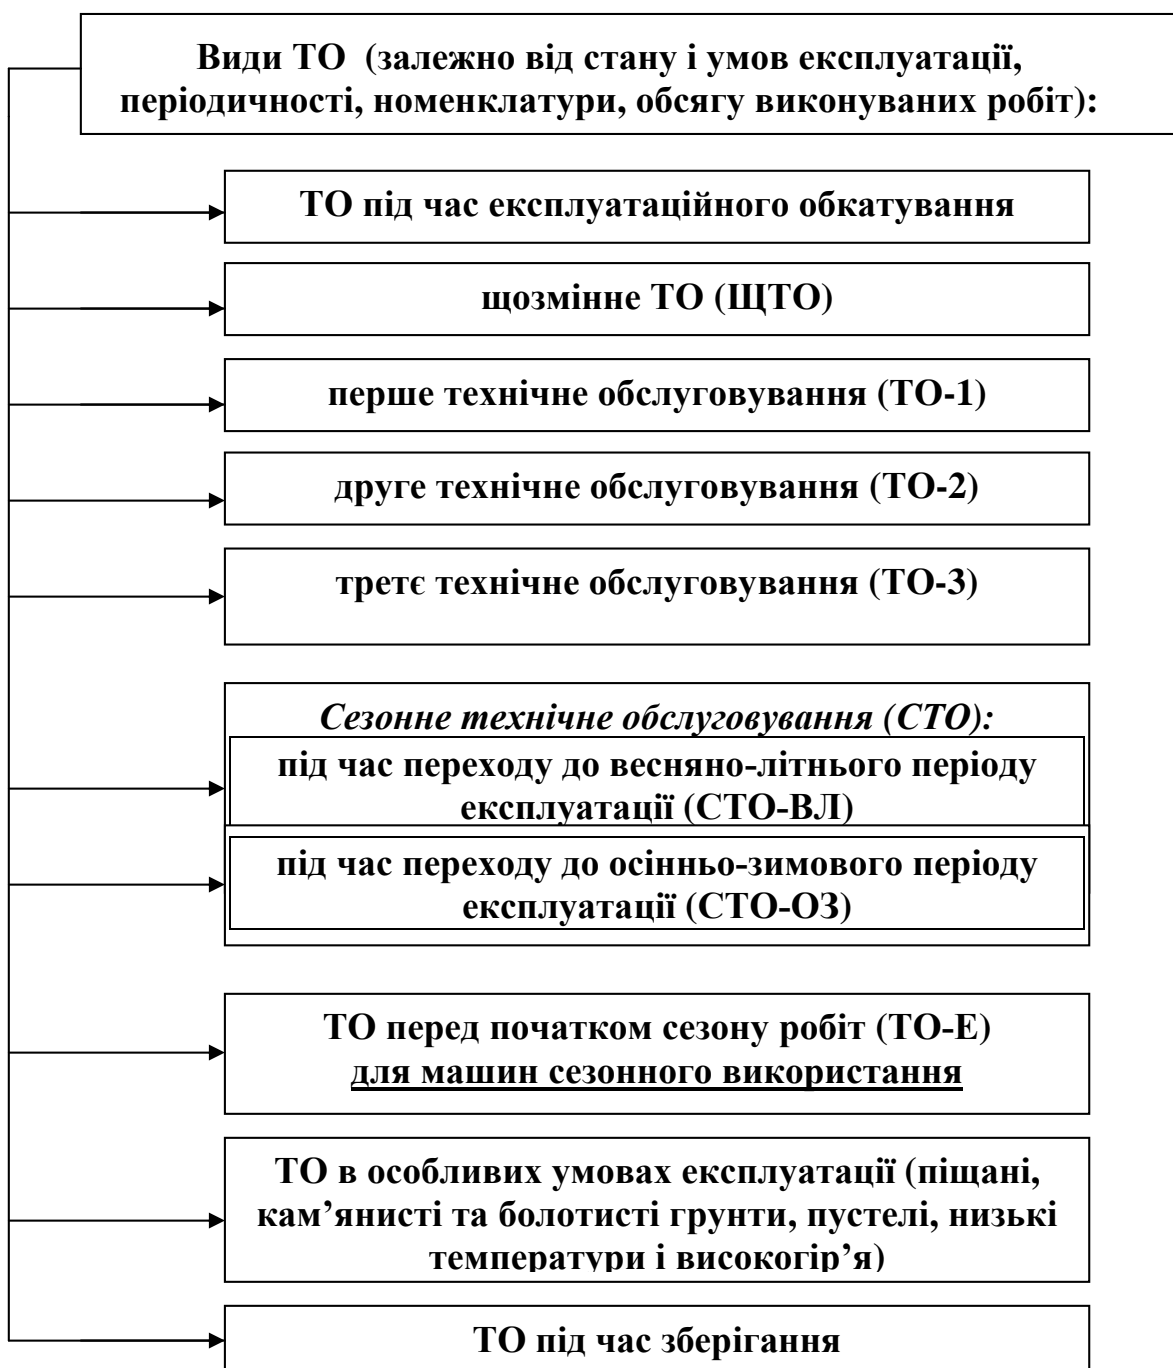 Види ТО (залежно від стану і умов експлуатації,
періодичності, номенклатури, обсягу виконуваних робіт):
ТО під час експлуатаційного обкатування
щозмінне ТО (ЩТО)
перше технічне обслуговування (ТО-1)
друге технічне обслуговування (ТО-2)
третє технічне обслуговування (ТО-3)
Сезонне технічне обслуговування (СТО):
під час переходу до весняно-літнього періоду
експлуатації (СТО-ВЛ)
під час переходу до осінньо-зимового періоду
експлуатації (СТО-ОЗ)
ТО перед початком сезону робіт (ТО-Е)
для машин сезонного використання
ТО в особливих умовах експлуатації (піщані,
кам’янисті та болотисті грунти, пустелі, низькі
температури і високогір’я)
ТО під час зберігання